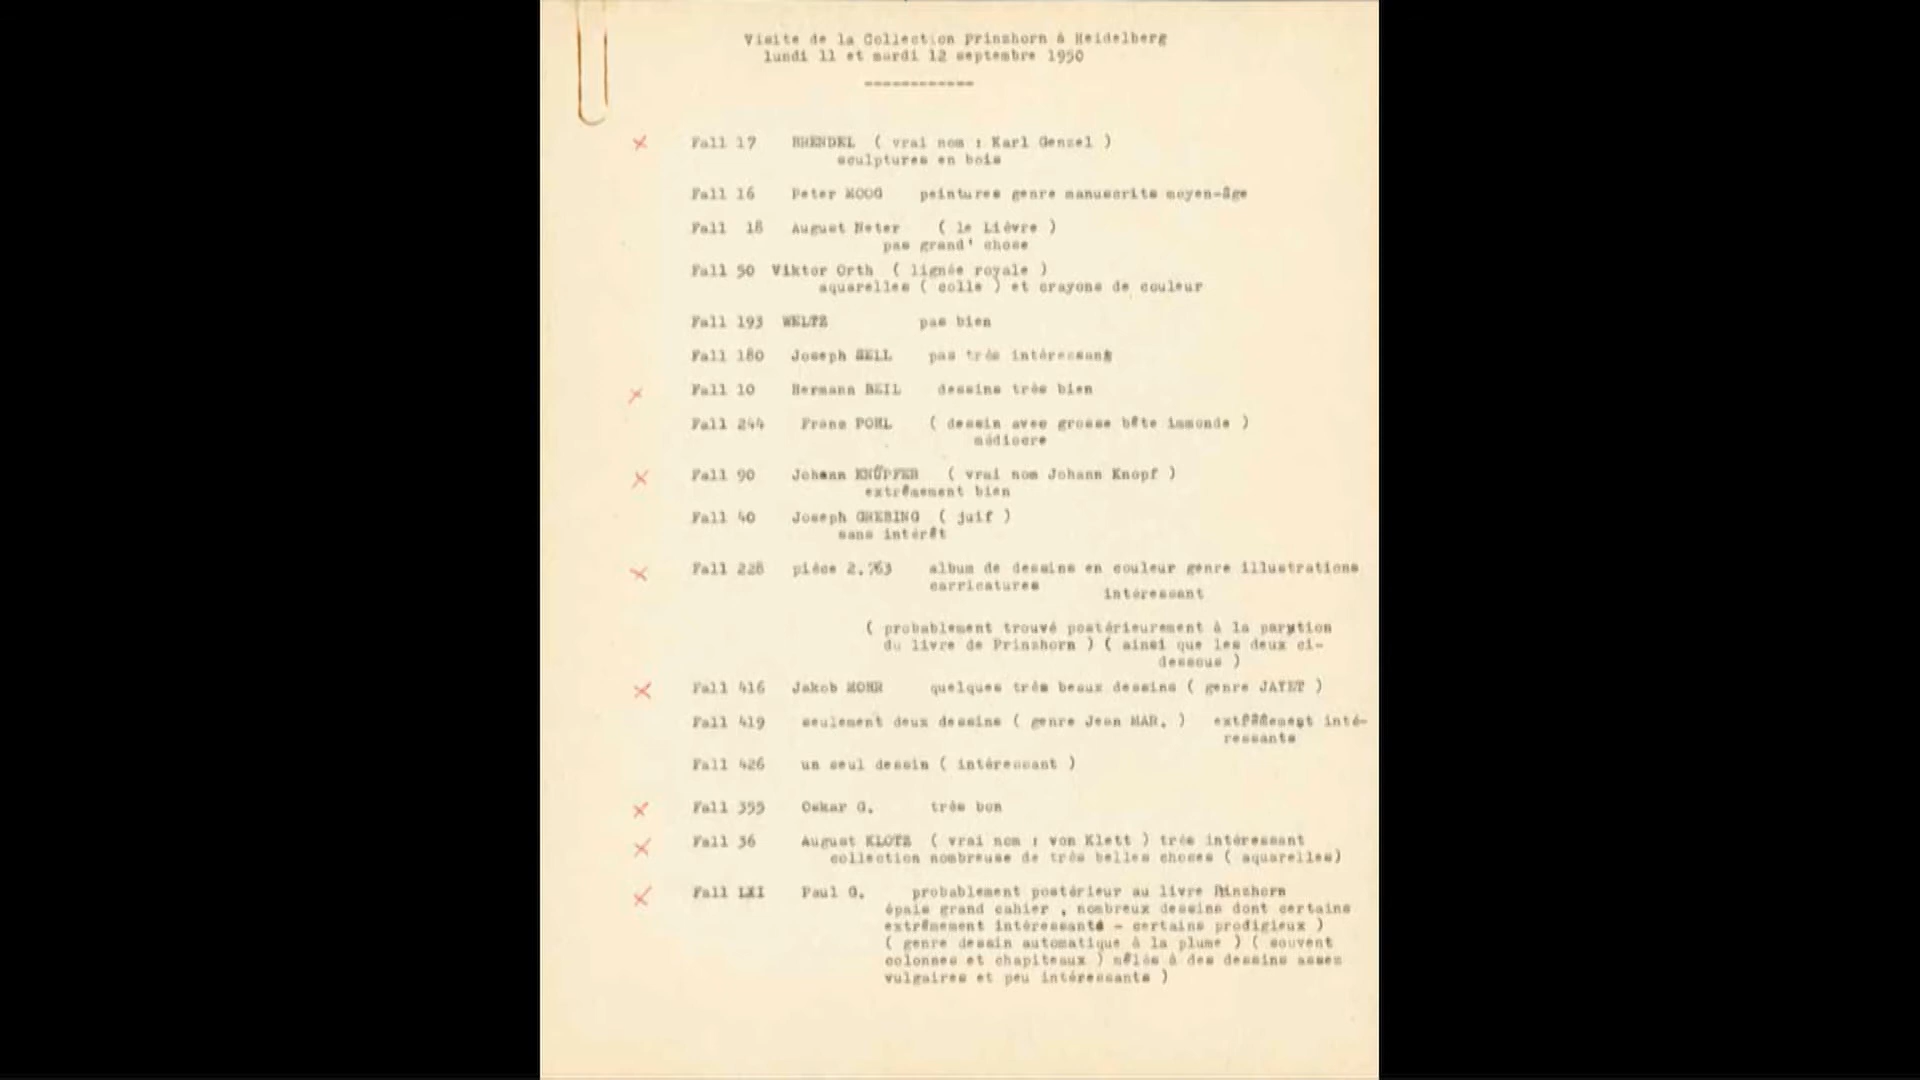 Visite de la Collection Prinzhorn à Heidelberg
lundi 11 et mardi 12 septembre 1950
------------
Fall 17 BRENDEL ( vrai nom : Karl Genzel )
sculptures en bois
Fall 16 Peter MOOG peintures genre manuscrits moyen-âge
Fall 18 August Neter ( le Lièvre )
pas grand' chose
Fall 50 Viktor Orth ( lignée royale )
aquarelles ( colle ) et crayons de couleur
Fall 193 WELTZ pas bien
Fall 180 Joseph SELL pas très intéressant
Fall 10 Hermann BEIL dessins très bien
Fall 244 Franz POHL ( dessin avec grosse bête immonde )
médiocre
Fall 90 Johann KNÜPFER ( vrai nom Johann Knopf )
extrêmement bien
Fall 40 Joseph GREBING ( juif )
sans intérêt
Fall 228 pièce 2.763 album de dessins en couleur genre illustrations
carricatures
intéressant
( probablement trouvé postérieurement à la parution
du livre de Prinzhorn ) ( ainsi que les deux ci-
dessous )
Fall 416 Jakob MOHR quelques très beaux dessins ( genre JAYET )
Fall 419 seulement deux dessins ( genre Jean MAR. ) extrêmement inté-
ressants
Fall 426 un seul dessin ( intéressant )
Fall 355 Oskar G. très bon
Fall 36 August KLOTZ ( vrai nom : von Klett ) très intéressant
collection nombreuse de très belles choses ( aquarelles)
Fall LXI Paul G. probablement postérieur au livre Prinzhorn
épais grand cahier , nombreux dessins dont certains
extrêmement intéressants - certains prodigieux )
( genre dessin automatique à la plume ) ( souvent
colonnes et chapiteaux ) mêlés à des dessins assez
vulgaires et peu intéressants )